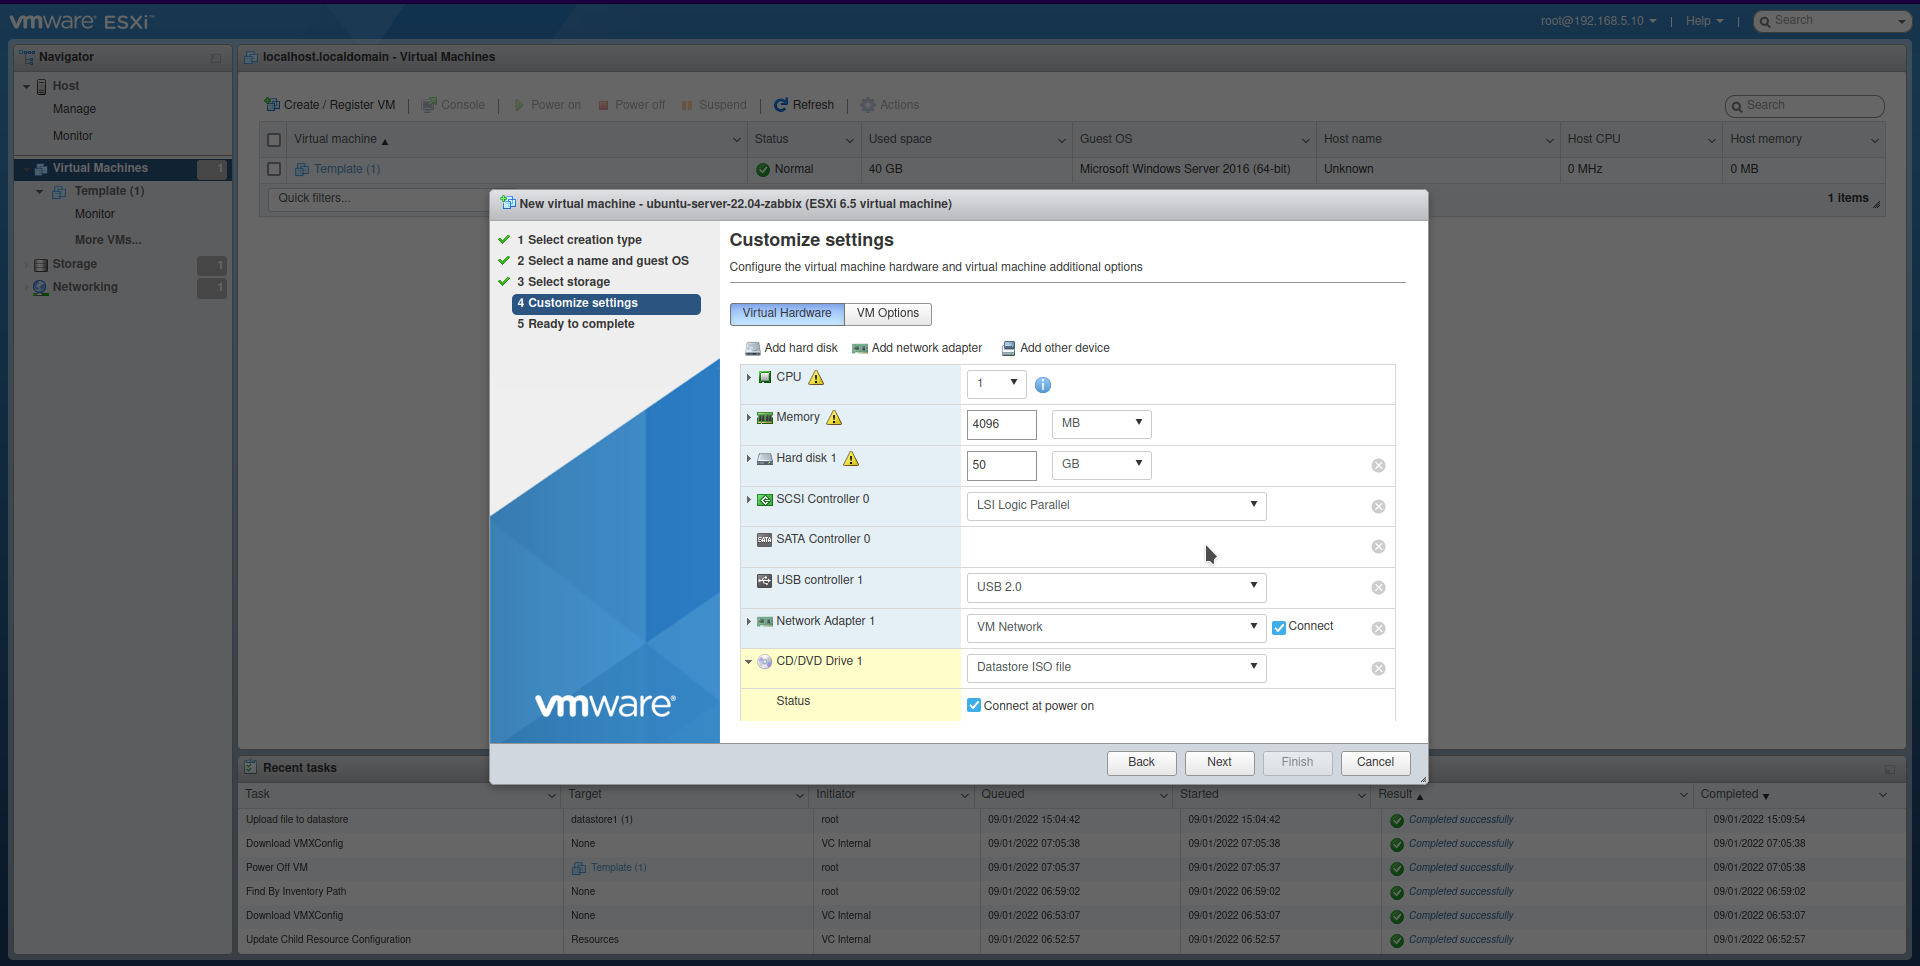 vmware ESXi™
root@192.168.5.10 | Help | Search
Navigator
localhost.localdomain - Virtual Machines
Host
Manage
Monitor
Virtual Machines 1
Template (1)
Monitor
More VMs...
Storage 1
Networking 1
Create / Register VM | Console | Power on Power off Suspend | Refresh | Actions
Search
Virtual machine Status Used space Guest OS Host name Host CPU Host memory
Template (1) Normal 40 GB Microsoft Windows Server 2016 (64-bit) Unknown 0 MHz 0 MB
Quick filters... 1 items
New virtual machine - ubuntu-server-22.04-zabbix (ESXi 6.5 virtual machine)
1 Select creation type
2 Select a name and guest OS
3 Select storage
4 Customize settings
5 Ready to complete
vmware®
Customize settings
Configure the virtual machine hardware and virtual machine additional options
Virtual Hardware VM Options
Add hard disk Add network adapter Add other device
CPU 1
Memory 4096 MB
Hard disk 1 50 GB
SCSI Controller 0 LSI Logic Parallel
SATA SATA Controller 0
USB controller 1 USB 2.0
Network Adapter 1 VM Network Connect
CD/DVD Drive 1 Datastore ISO file
Status Connect at power on
Back Next Finish Cancel
Recent tasks
Task Target Initiator Queued Started Result Completed
Upload file to datastore datastore1 (1) root 09/01/2022 15:04:42 09/01/2022 15:04:42 Completed successfully 09/01/2022 15:09:54
Download VMXConfig None VC Internal 09/01/2022 07:05:38 09/01/2022 07:05:38 Completed successfully 09/01/2022 07:05:38
Power Off VM Template (1) root 09/01/2022 07:05:37 09/01/2022 07:05:37 Completed successfully 09/01/2022 07:05:38
Find By Inventory Path None root 09/01/2022 06:59:02 09/01/2022 06:59:02 Completed successfully 09/01/2022 06:59:02
Download VMXConfig None VC Internal 09/01/2022 06:53:07 09/01/2022 06:53:07 Completed successfully 09/01/2022 06:53:07
Update Child Resource Configuration Resources VC Internal 09/01/2022 06:52:57 09/01/2022 06:52:57 Completed successfully 09/01/2022 06:52:57